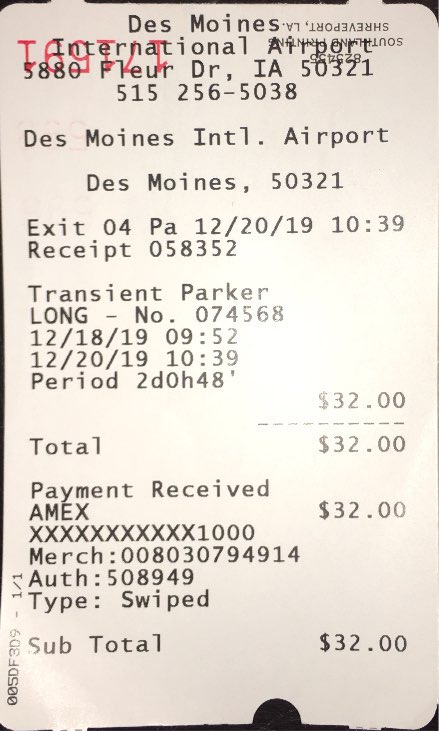 Des Moines
International Airport
5880 Fleur Dr, IA 50321
515 256-5038
Des Moines Intl. Airport
Des Moines, 50321
Exit 04 Pa 12/20/19 10:39
Receipt 058352
Transient Parker
LONG - No. 074568
12/18/19 09:52
12/20/19 10:39
Period 2d0h48'
$32.00
Total $32.00
Payment Received
AMEX $32.00
XXXXXXXXXXX1000
Merch:008030794914
Auth:508949
Type: Swiped
Sub Total $32.00
005DF3D9 - 1/1
SOUTHLAND PRINTING
SHREVEPORT, LA.
171591